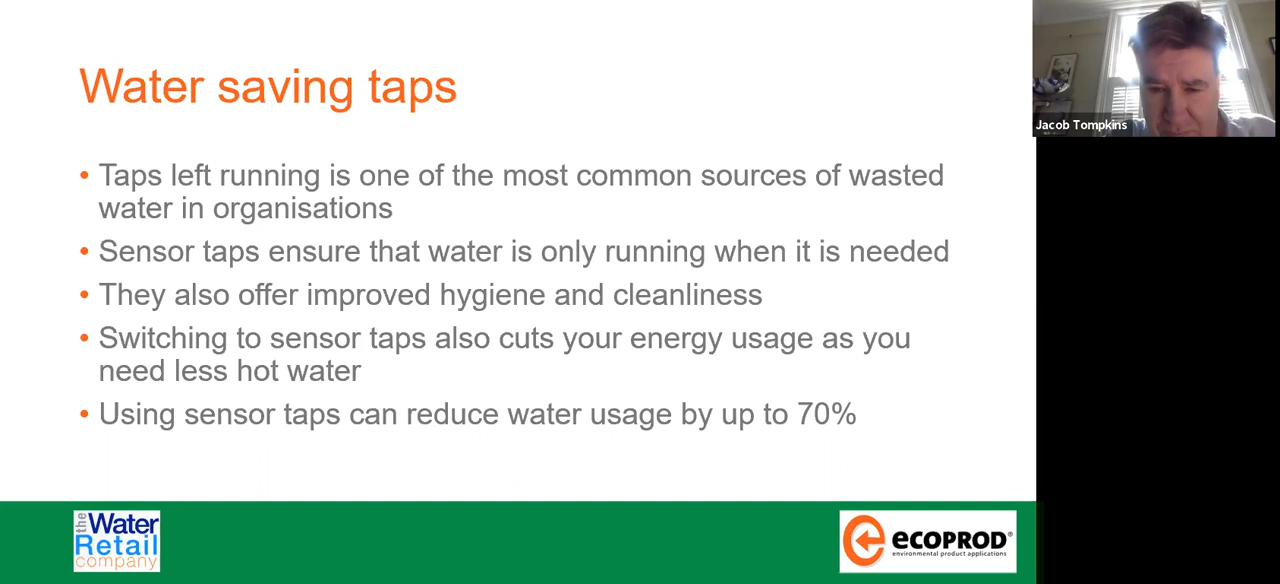 Water saving taps
Jacob Tompkins
• Taps left running is one of the most common sources of wasted
water in organisations
• Sensor taps ensure that water is only running when it is needed
• They also offer improved hygiene and cleanliness
• Switching to sensor taps also cuts your energy usage as you
need less hot water
• Using sensor taps can reduce water usage by up to 70%
the Water
Retail
company
ECOPROD®
environmental product applications